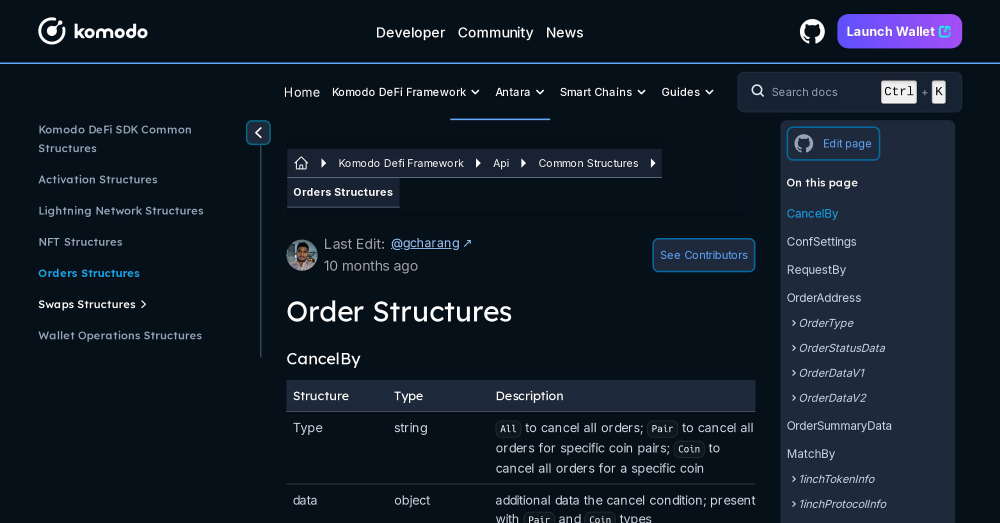 komodo
Developer Community News
Launch Wallet
Home Komodo DeFi Framework Antara Smart Chains Guides
Search docs Ctrl + K
Komodo DeFi SDK Common
Structures
Activation Structures
Lightning Network Structures
NFT Structures
Orders Structures
Swaps Structures
Wallet Operations Structures
Komodo Defi Framework Api Common Structures
Orders Structures
Last Edit: @gcharang ↗
10 months ago
See Contributors
Order Structures
CancelBy
Structure Type Description
Type string All to cancel all orders; Pair to cancel all
orders for specific coin pairs; Coin to
cancel all orders for a specific coin
data object additional data the cancel condition; present
with Pair and Coin types
Edit page
On this page
CancelBy
ConfSettings
RequestBy
OrderAddress
OrderType
OrderStatusData
OrderDataV1
OrderDataV2
OrderSummaryData
MatchBy
1inchTokenInfo
1inchProtocolInfo